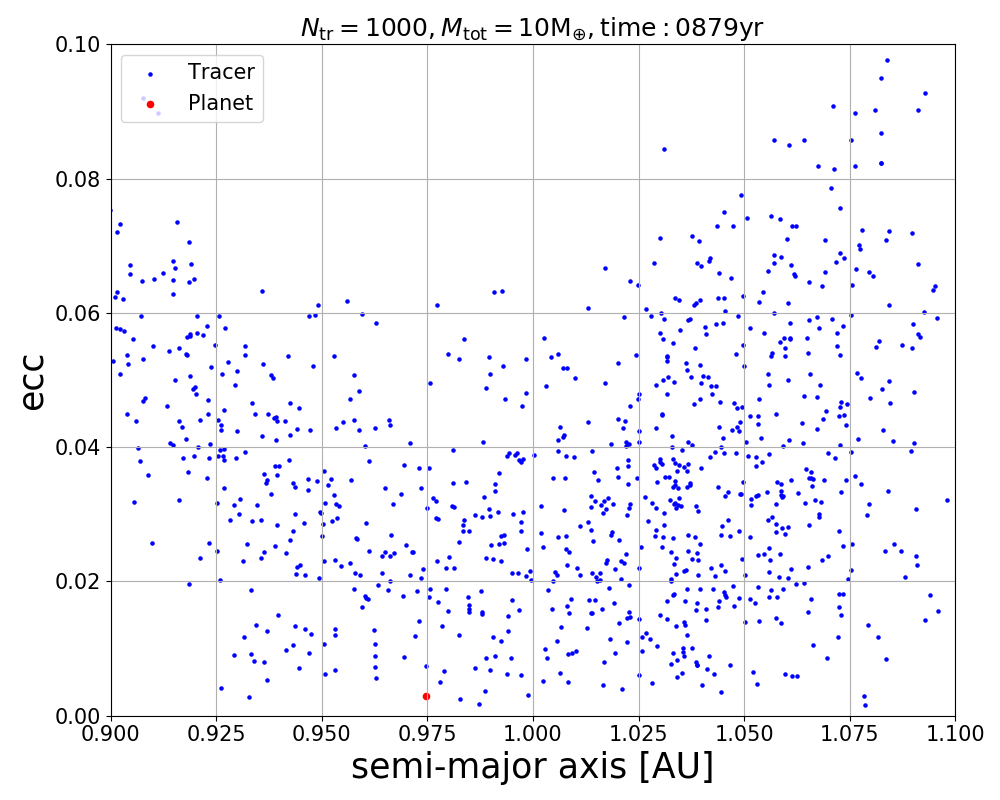 N_tr = 1000, M_tot = 10M_⊕, time : 0879yr
Tracer
Planet
ecc
0.10
0.08
0.06
0.04
0.02
0.00
0.900 0.925 0.950 0.975 1.000 1.025 1.050 1.075 1.100
semi-major axis [AU]